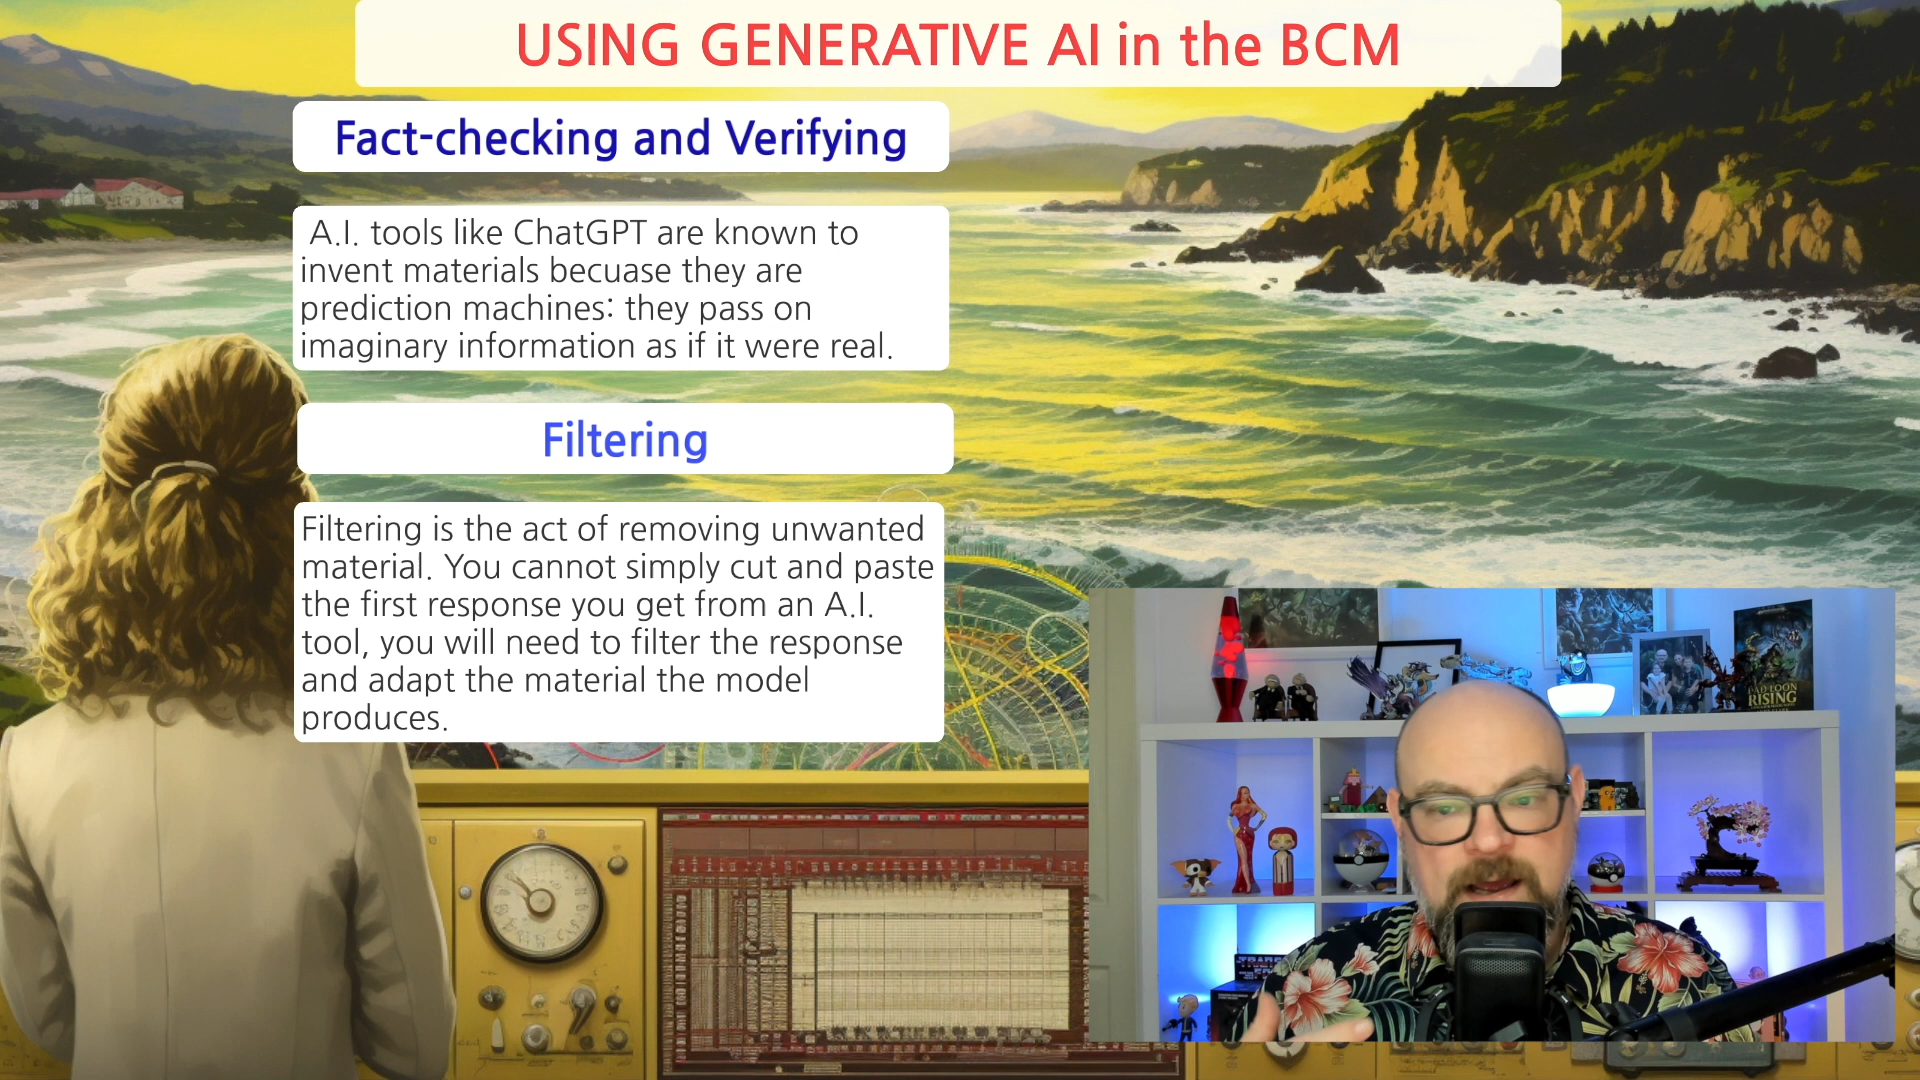 USING GENERATIVE AI in the BCM
Fact-checking and Verifying
A.I. tools like ChatGPT are known to
invent materials becuase they are
prediction machines: they pass on
imaginary information as if it were real.
Filtering
Filtering is the act of removing unwanted
material. You cannot simply cut and paste
the first response you get from an A.I.
tool, you will need to filter the response
and adapt the material the model
produces.
RISING